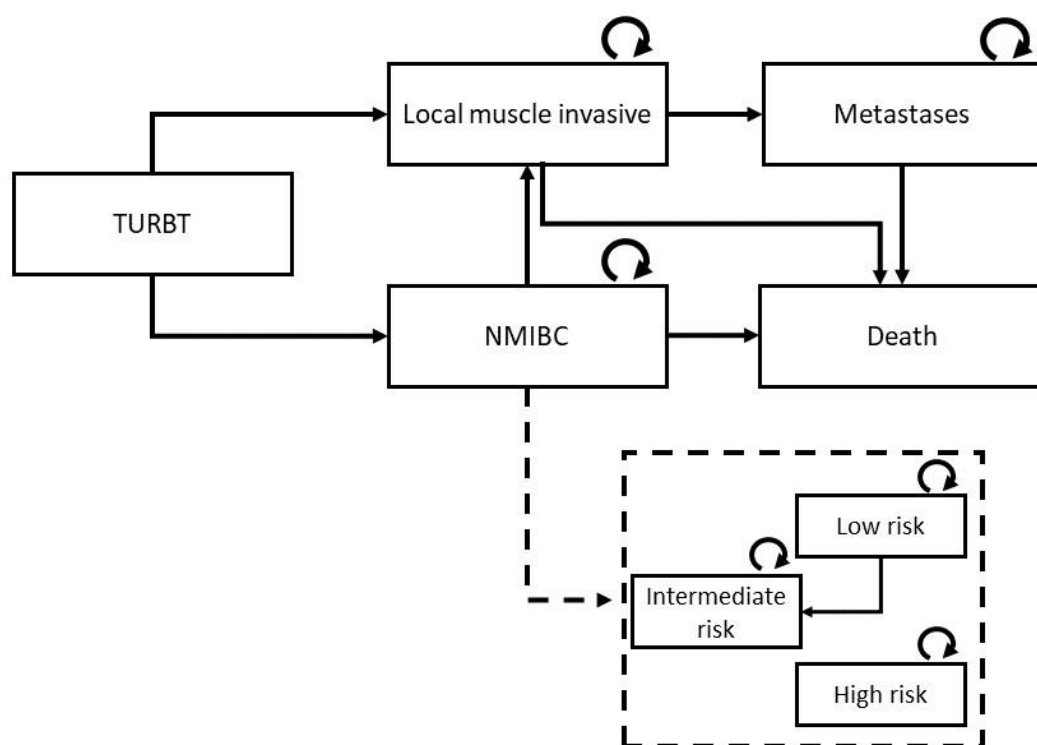 Local muscle invasive
Metastases
TURBT
NMIBC
Death
Low risk
Intermediate
risk
High risk